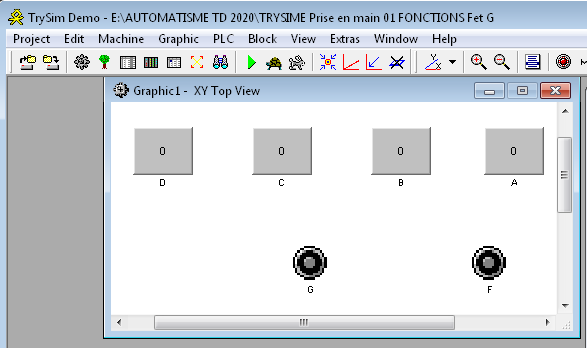 TrySim Demo - E:\AUTOMATISME TD 2020\TRYSIME Prise en main 01 FONCTIONS Fet G
Project Edit Machine Graphic PLC Block View Extras Window Help
Graphic1 - XY Top View
0 0 0 0
D C B A
G F